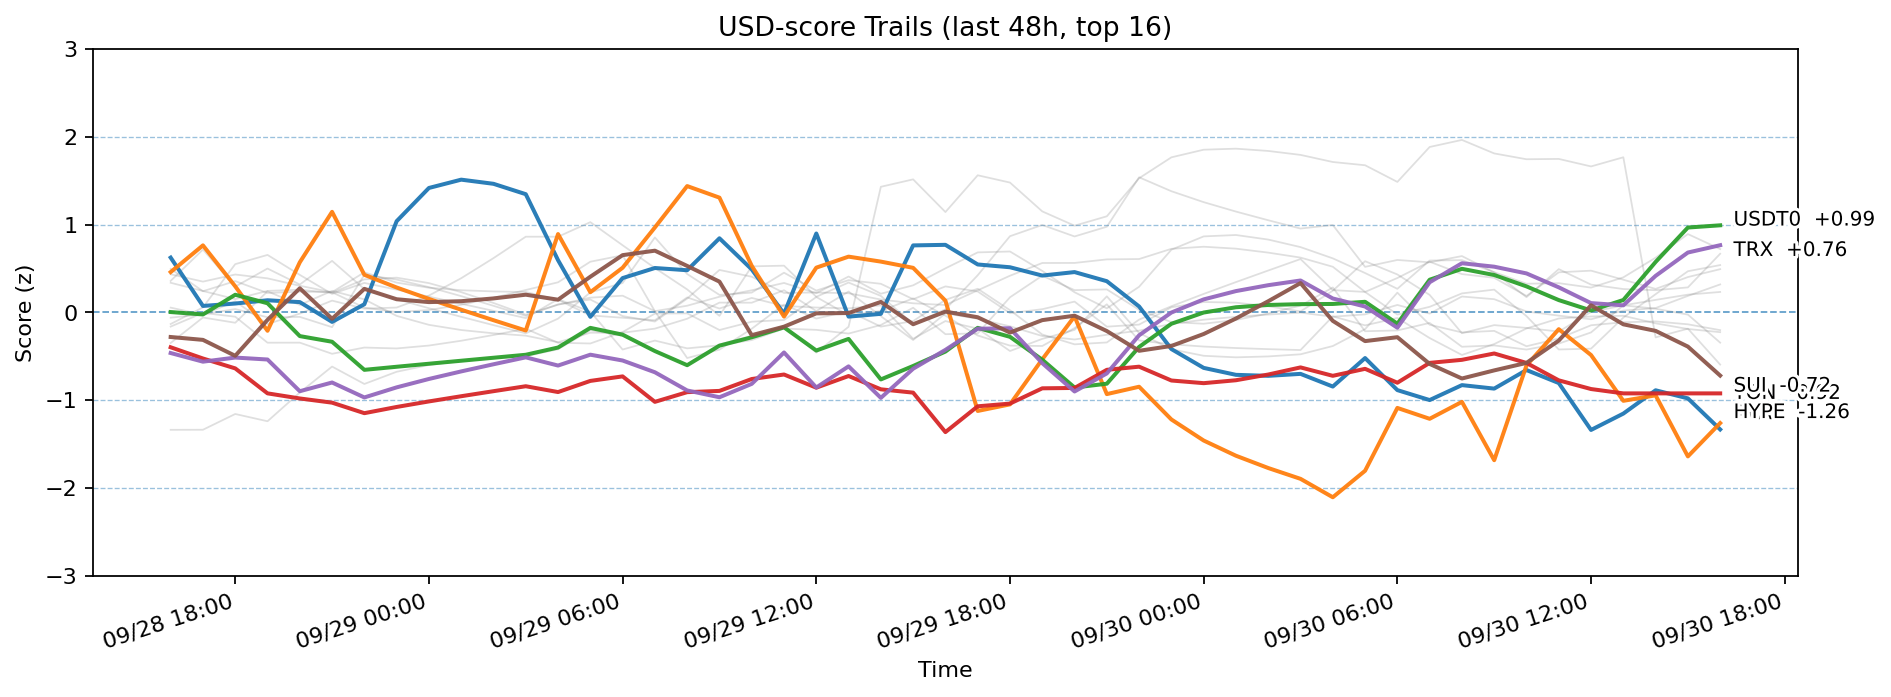 USD-score Trails (last 48h, top 16)
Score (z)
3
2
1
0
−1
−2
−3
USDT0 +0.99
TRX +0.76
SUI -0.72
HYPE -1.26
09/28 18:00
09/29 00:00
09/29 06:00
09/29 12:00
09/29 18:00
09/30 00:00
09/30 06:00
09/30 12:00
09/30 18:00
Time